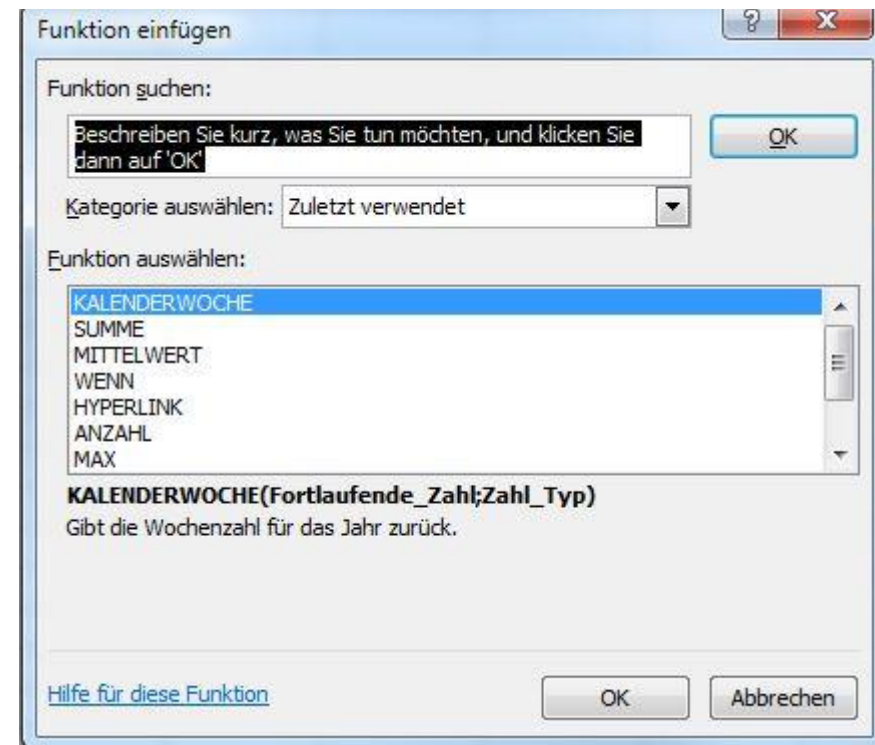 Funktion einfügen
Funktion suchen:
Beschreiben Sie kurz, was Sie tun möchten, und klicken Sie
dann auf 'OK'
OK
Kategorie auswählen: Zuletzt verwendet
Funktion auswählen:
KALENDERWOCHE
SUMME
MITTELWERT
WENN
HYPERLINK
ANZAHL
MAX
KALENDERWOCHE(Fortlaufende_Zahl;Zahl_Typ)
Gibt die Wochenzahl für das Jahr zurück.
Hilfe für diese Funktion
OK
Abbrechen